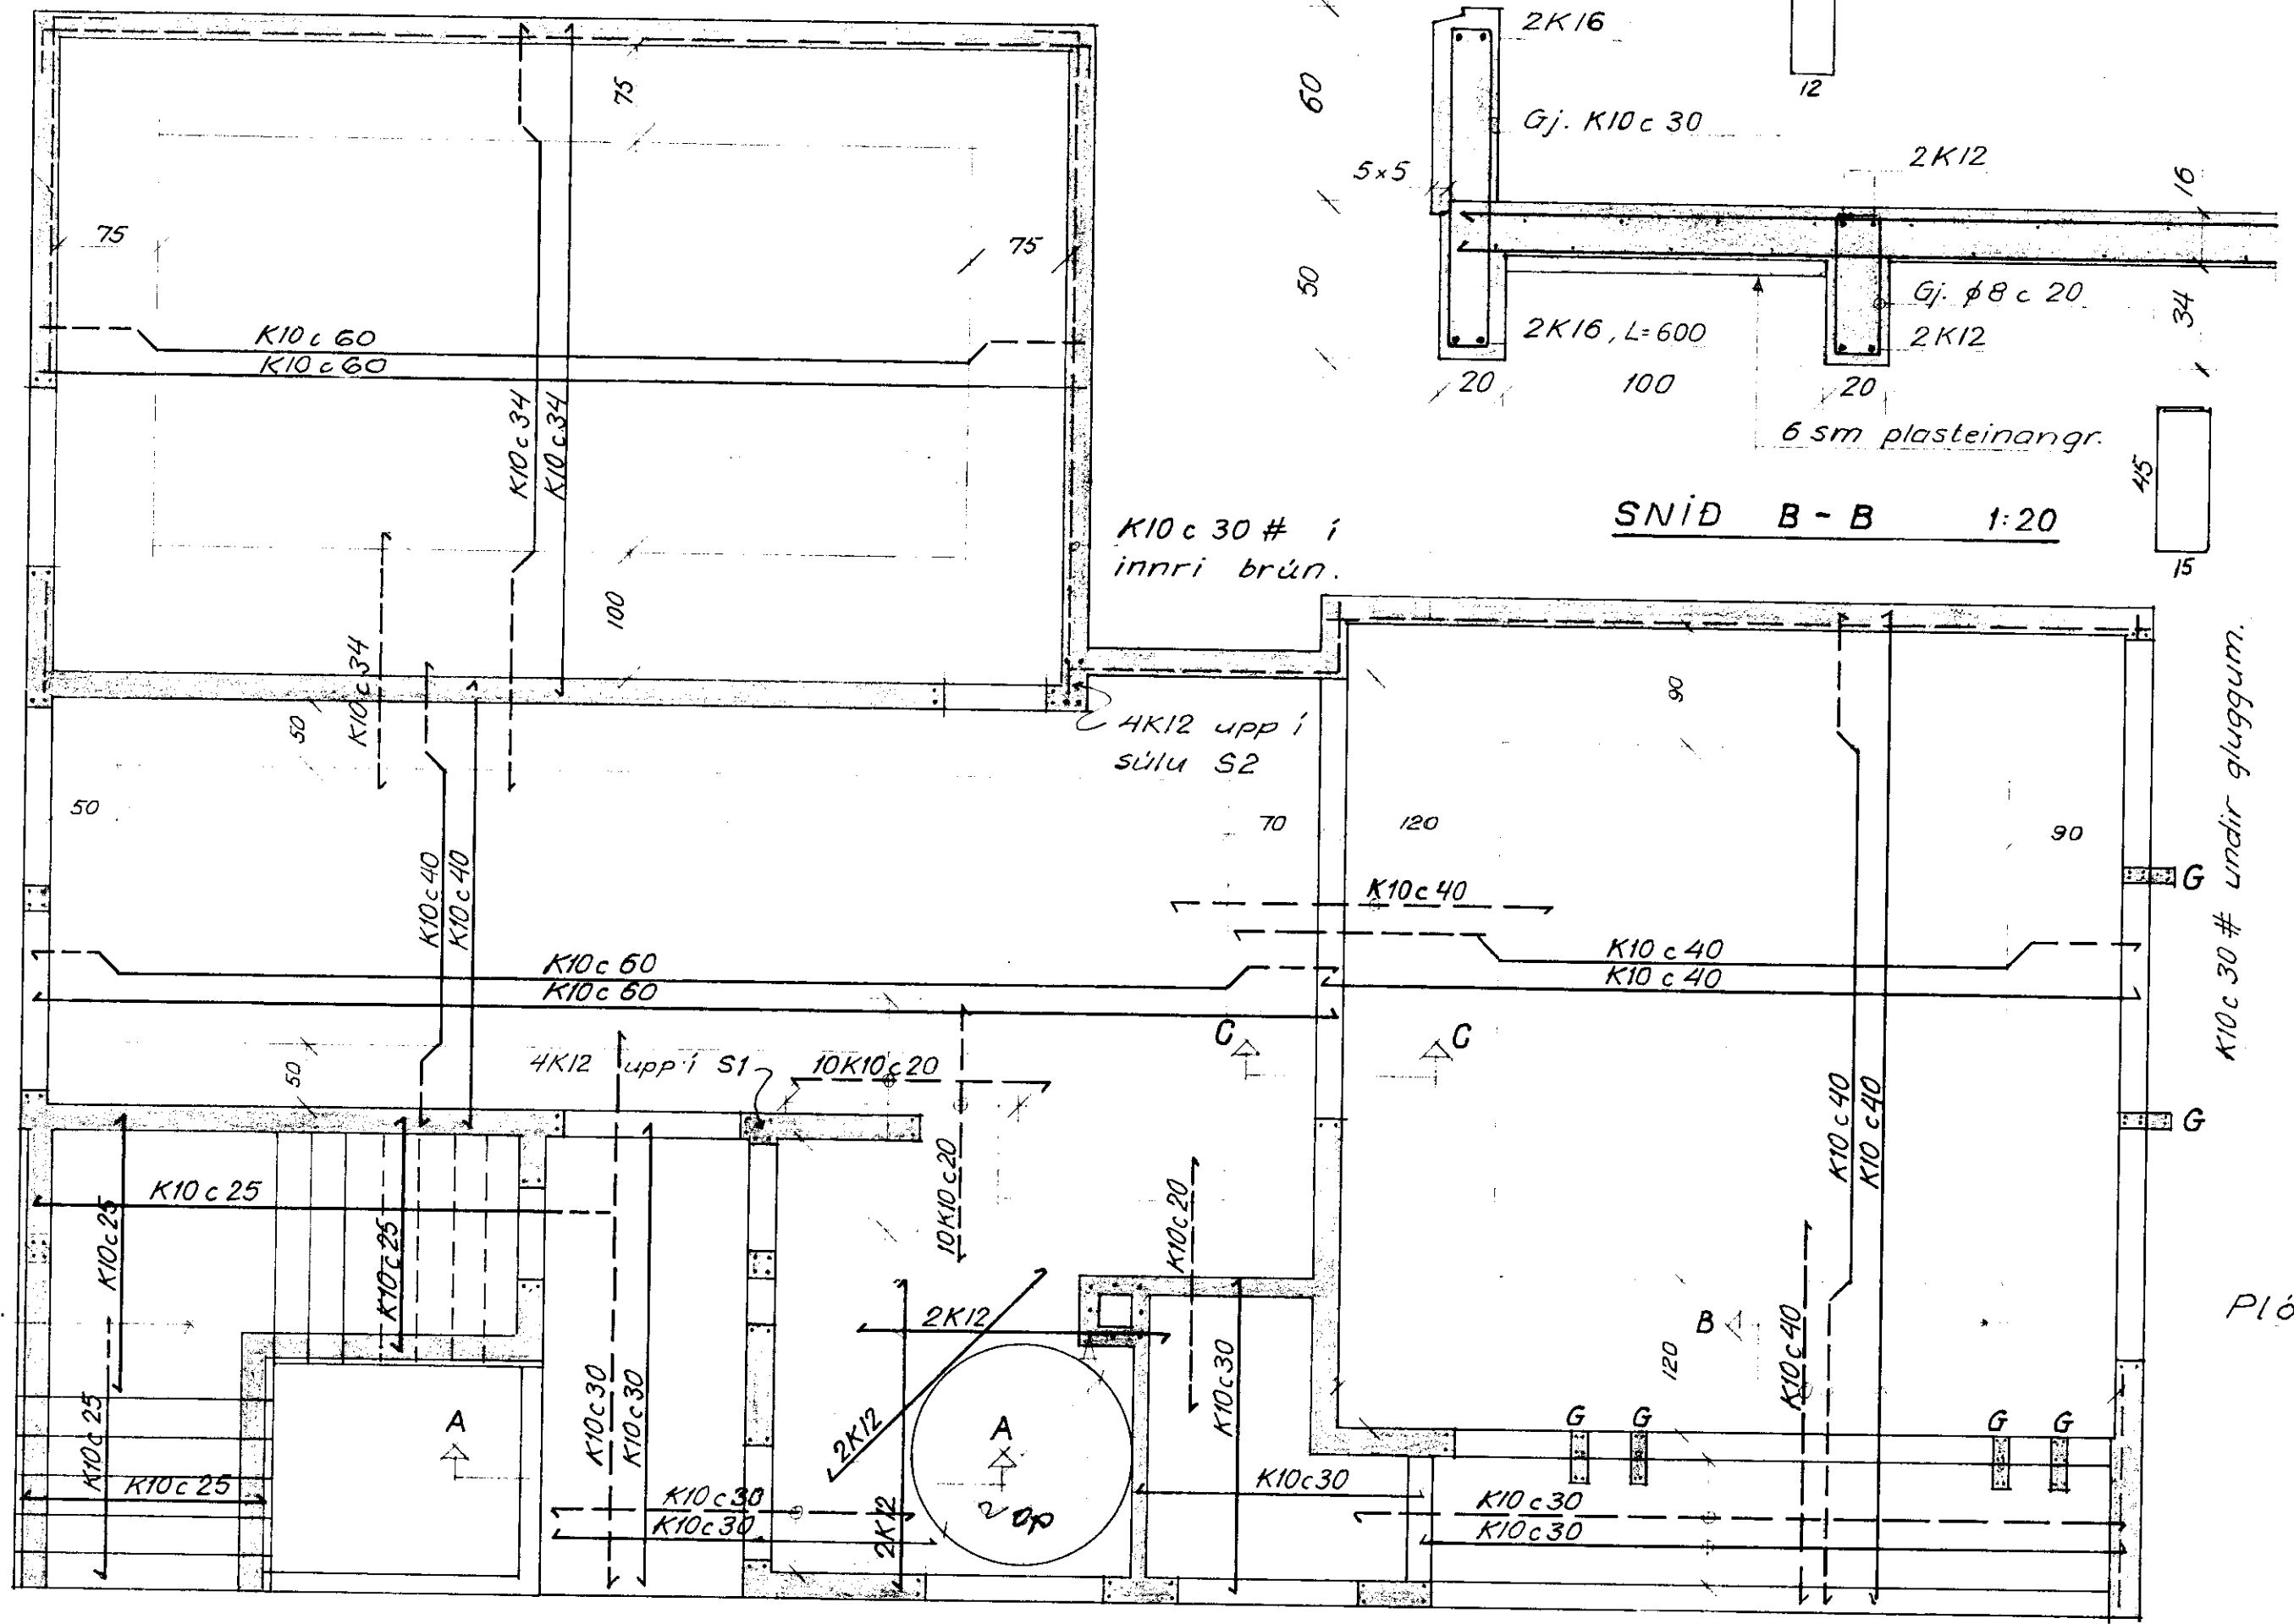 75
75
75
K10 c 60
K10 c 60
K10 c 34
K10 c 34
100
K10 c 34
K10 c 30 # í
innri brún.
4K12 upp í
súlu S2
50
50
70
120
90
90
K10 c 40
K10 c 40
K10 c 40
K10 c 40
K10 c 40
K10 c 60
K10 c 60
50
4K12 upp í S1
10K10 c 20
10K10 c 20
K10 c 20
C
C
K10 c 40
K10 c 40
K10 c 40
G
G
K10 c 30 # undir gluggum.
K10 c 25
K10 c 25
K10 c 25
K10 c 25
K10 c 25
A
K10 c 30
K10 c 30
K10 c 30
K10 c 30
2K12
2K12
2K12
A
op
K10 c 30
K10 c 30
B
120
G
G
G
G
K10 c 30
K10 c 30
2K16
12
60
Gj. K10 c 30
5×5
2K12
16
50
Gj. ø8 c 20
2K16, L=600
2K12
34
20
100
20
6 sm plasteinangr.
45
15
SNIÐ B - B 1:20